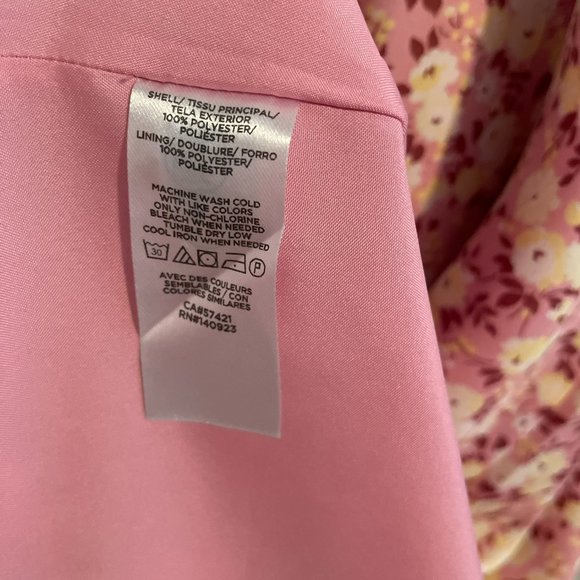 SHELL/ TISSU PRINCIPAL/
TELA EXTERIOR
100% POLYESTER/
POLIÉSTER
LINING/ DOUBLURE/ FORRO
100% POLYESTER/
POLIÉSTER
MACHINE WASH COLD
WITH LIKE COLORS
ONLY NON-CHLORINE
BLEACH WHEN NEEDED
TUMBLE DRY LOW
COOL IRON WHEN NEEDED
30 P
AVEC DES COULEURS
SEMBLABLES / CON
COLORES SIMILARES
CA#57421
RN#140923